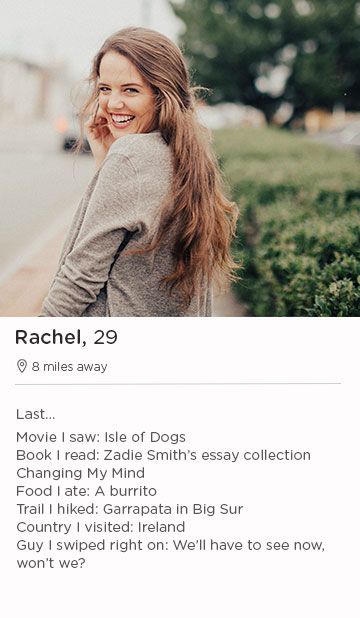 Rachel, 29
8 miles away
Last...
Movie I saw: Isle of Dogs
Book I read: Zadie Smith’s essay collection
Changing My Mind
Food I ate: A burrito
Trail I hiked: Garrapata in Big Sur
Country I visited: Ireland
Guy I swiped right on: We’ll have to see now,
won’t we?